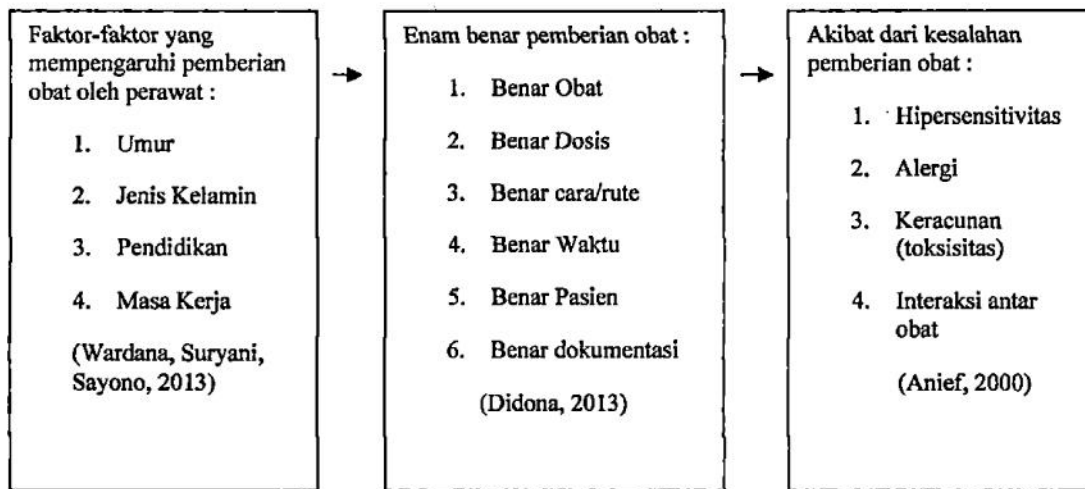 Faktor-faktor yang
mempengaruhi pemberian
obat oleh perawat :
1. Umur
2. Jenis Kelamin
3. Pendidikan
4. Masa Kerja
(Wardana, Suryani,
Sayono, 2013)
Enam benar pemberian obat :
1. Benar Obat
2. Benar Dosis
3. Benar cara/rute
4. Benar Waktu
5. Benar Pasien
6. Benar dokumentasi
(Didona, 2013)
Akibat dari kesalahan
pemberian obat :
1. Hipersensitivitas
2. Alergi
3. Keracunan
(toksisitas)
4. Interaksi antar
obat
(Anief, 2000)